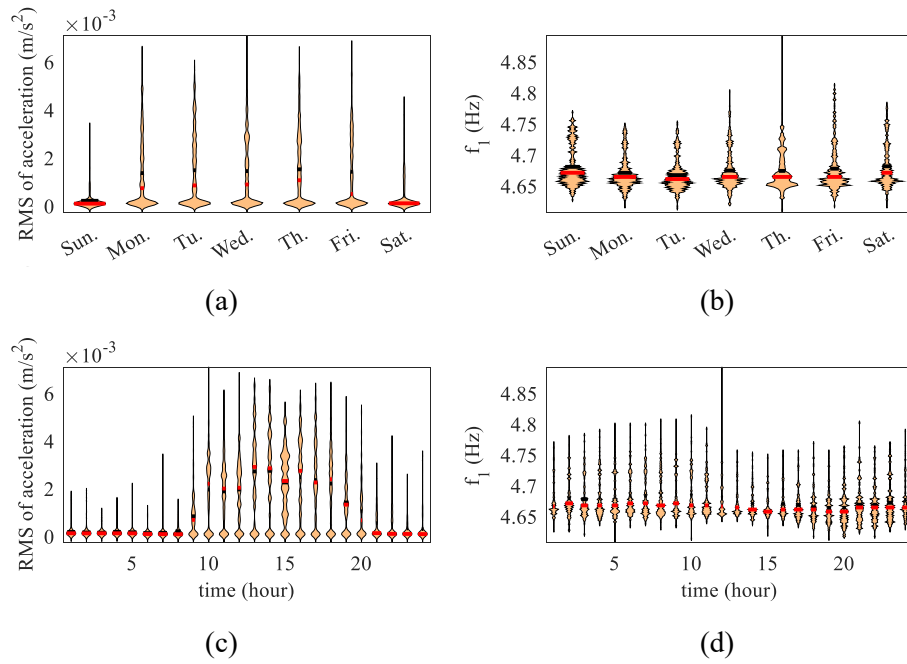 ×10⁻³
RMS of acceleration (m/s²)
6
4
2
0
Sun. Mon. Tu. Wed. Th. Fri. Sat.
(a)
f₁ (Hz)
4.85
4.8
4.75
4.7
4.65
Sun. Mon. Tu. Wed. Th. Fri. Sat.
(b)
×10⁻³
RMS of acceleration (m/s²)
6
4
2
0
5 10 15 20
time (hour)
(c)
f₁ (Hz)
4.85
4.8
4.75
4.7
4.65
5 10 15 20
time (hour)
(d)